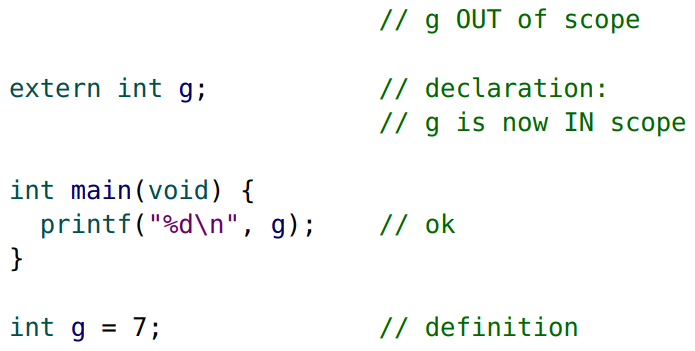 // g OUT of scope
extern int g; // declaration:
// g is now IN scope
int main(void) {
printf("%d\n", g); // ok
}
int g = 7; // definition